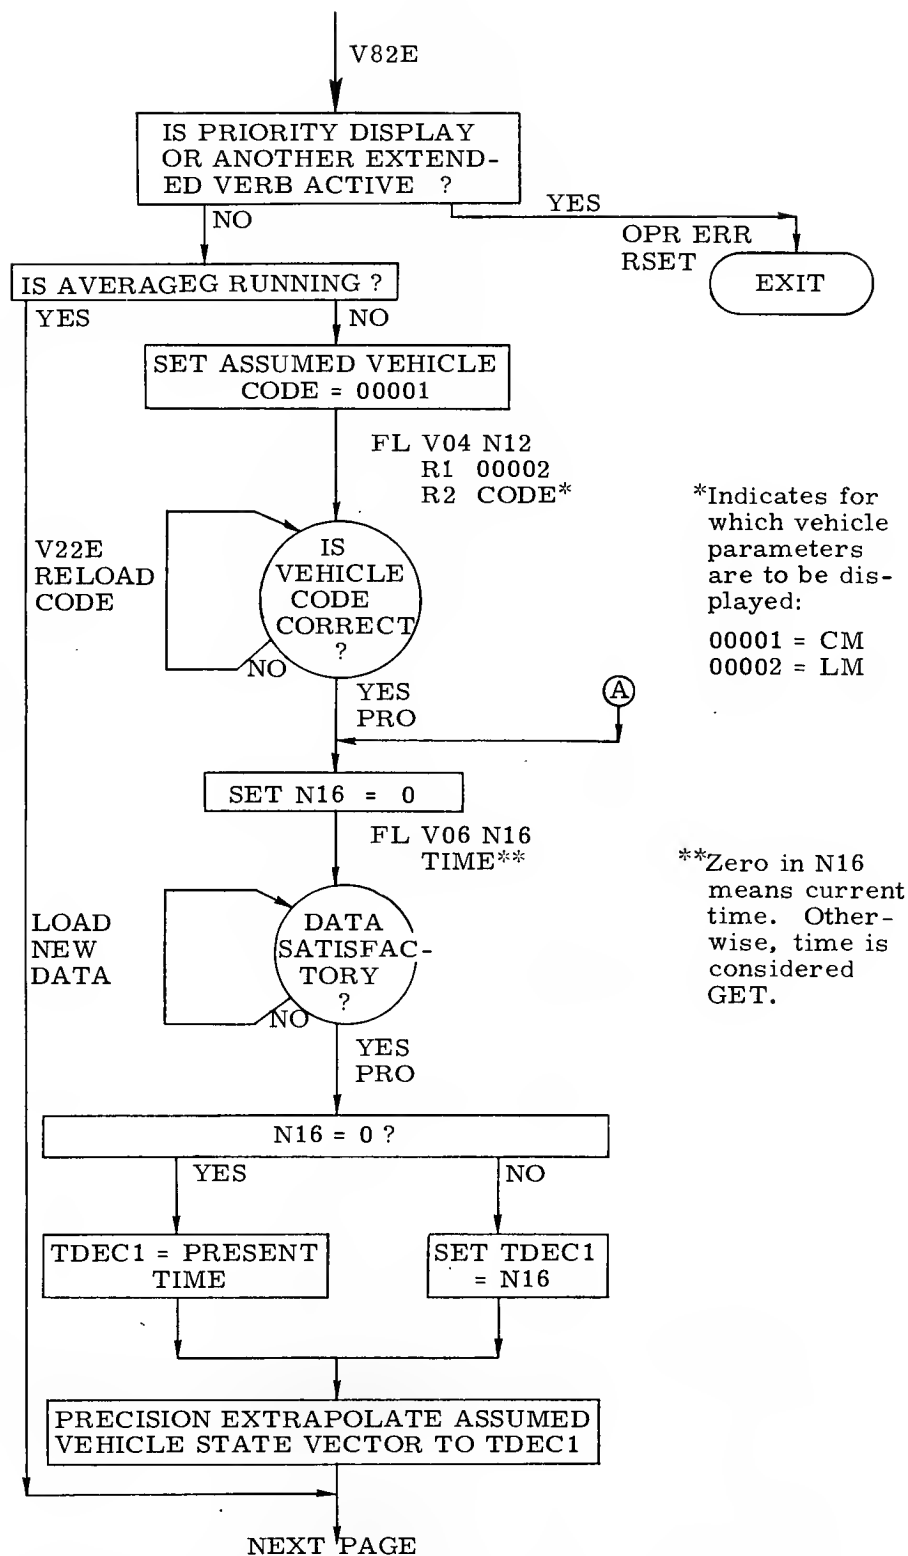 V82E
IS PRIORITY DISPLAY
OR ANOTHER EXTEND-
ED VERB ACTIVE ?
NO
YES
OPR ERR
RSET
EXIT
IS AVERAGEG RUNNING ?
YES
NO
SET ASSUMED VEHICLE
CODE = 00001
FL V04 N12
R1 00002
R2 CODE*
*Indicates for
which vehicle
parameters
are to be dis-
played:
00001 = CM
00002 = LM
V22E
RELOAD
CODE
IS
VEHICLE
CODE
CORRECT
?
NO
YES
PRO
A
SET N16 = 0
FL V06 N16
TIME**
**Zero in N16
means current
time. Other-
wise, time is
considered
GET.
LOAD
NEW
DATA
DATA
SATISFAC-
TORY
?
NO
YES
PRO
N16 = 0 ?
YES
NO
TDEC1 = PRESENT
TIME
SET TDEC1
= N16
PRECISION EXTRAPOLATE ASSUMED
VEHICLE STATE VECTOR TO TDEC1
NEXT PAGE